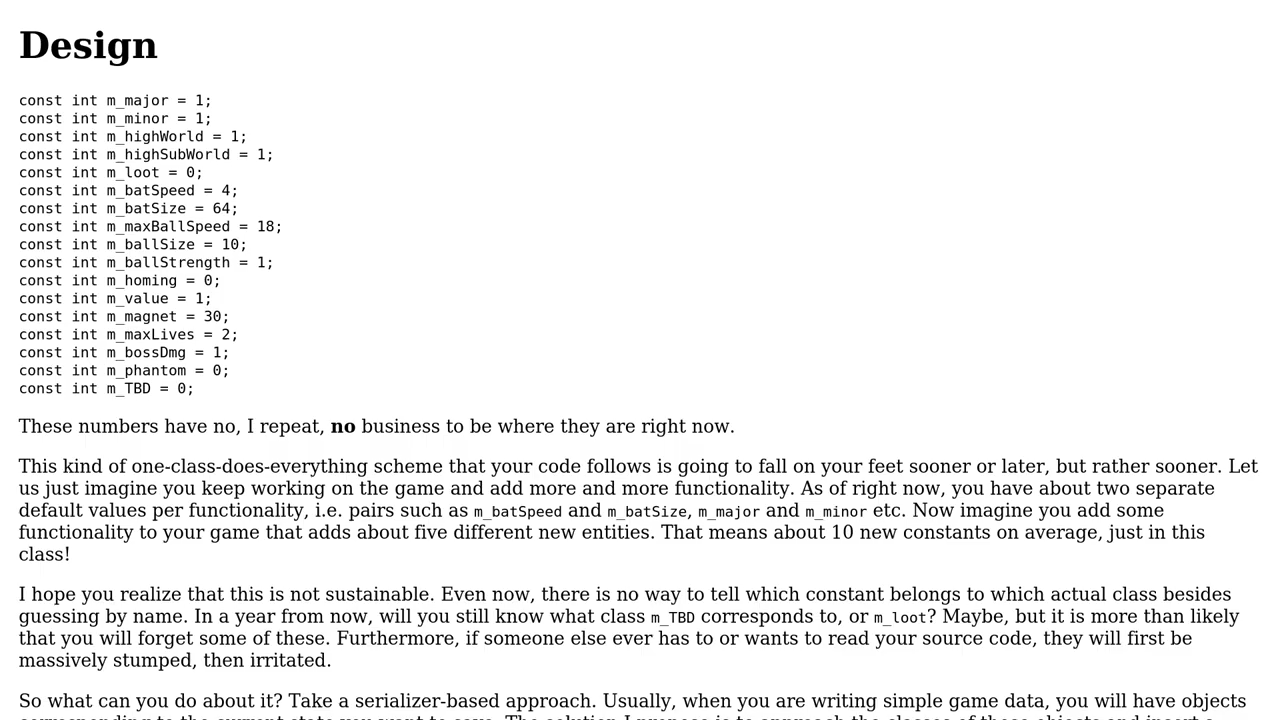 Design
const int m_major = 1;
const int m_minor = 1;
const int m_highWorld = 1;
const int m_highSubWorld = 1;
const int m_loot = 0;
const int m_batSpeed = 4;
const int m_batSize = 64;
const int m_maxBallSpeed = 18;
const int m_ballSize = 10;
const int m_ballStrength = 1;
const int m_homing = 0;
const int m_value = 1;
const int m_magnet = 30;
const int m_maxLives = 2;
const int m_bossDmg = 1;
const int m_phantom = 0;
const int m_TBD = 0;
These numbers have no, I repeat, no business to be where they are right now.
This kind of one-class-does-everything scheme that your code follows is going to fall on your feet sooner or later, but rather sooner. Let
us just imagine you keep working on the game and add more and more functionality. As of right now, you have about two separate
default values per functionality, i.e. pairs such as m_batSpeed and m_batSize, m_major and m_minor etc. Now imagine you add some
functionality to your game that adds about five different new entities. That means about 10 new constants on average, just in this
class!
I hope you realize that this is not sustainable. Even now, there is no way to tell which constant belongs to which actual class besides
guessing by name. In a year from now, will you still know what class m_TBD corresponds to, or m_loot? Maybe, but it is more than likely
that you will forget some of these. Furthermore, if someone else ever has to or wants to read your source code, they will first be
massively stumped, then irritated.
So what can you do about it? Take a serializer-based approach. Usually, when you are writing simple game data, you will have objects